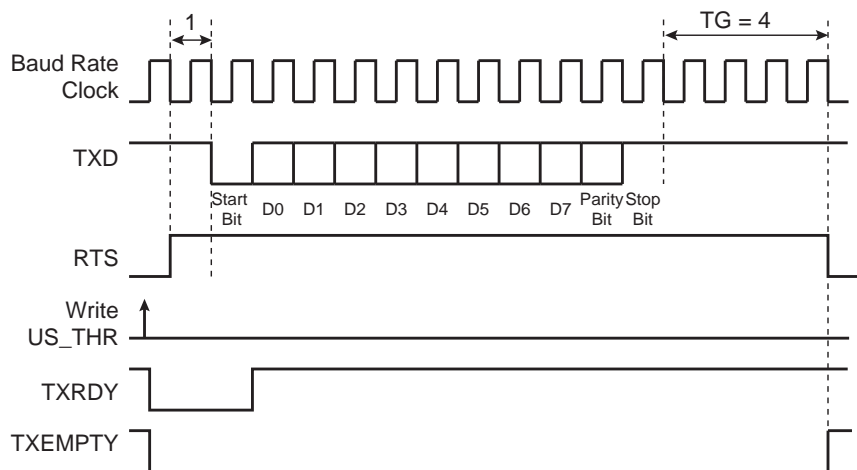 1
TG = 4
Baud Rate
Clock
TXD
Start
Bit
D0
D1
D2
D3
D4
D5
D6
D7
Parity
Bit
Stop
Bit
RTS
Write
US_THR
TXRDY
TXEMPTY